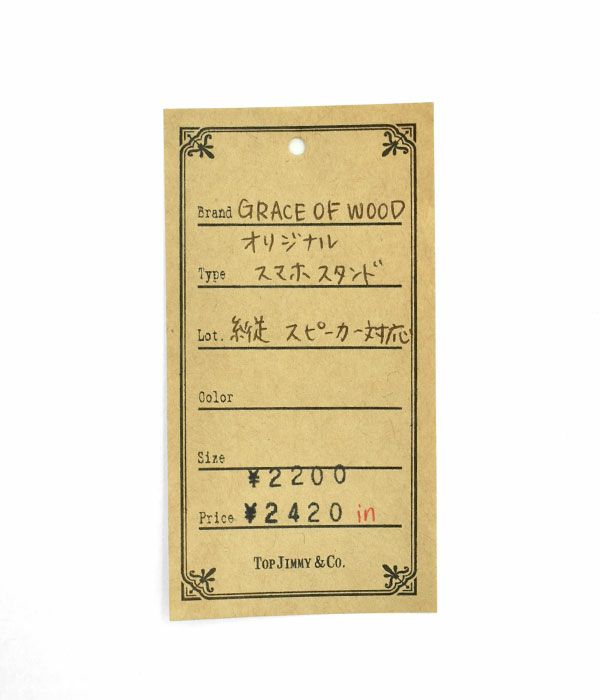 Brand GRACE OF WOOD
オリジナル
Type スマホスタンド
Lot. 縦 スピーカー対応
Color
Size
¥2200
Price ¥2420 in
TOP JIMMY & CO.